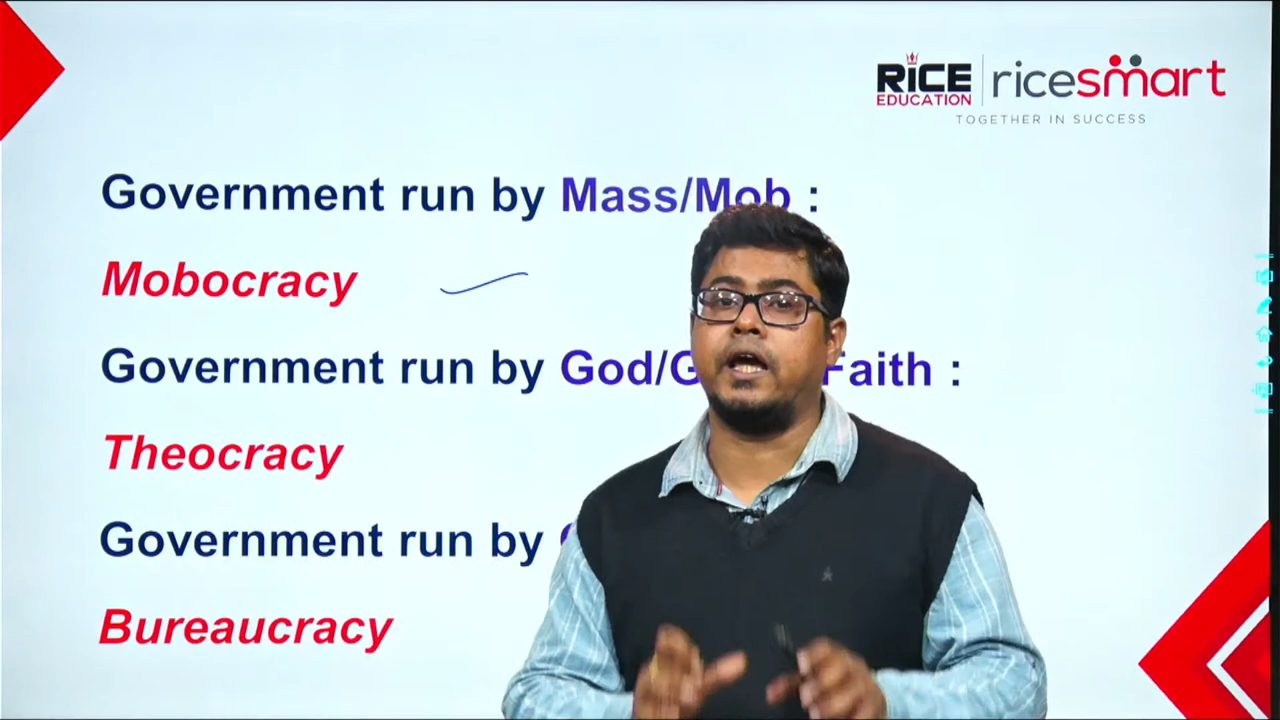 RICE
EDUCATION
ricesmart
TOGETHER IN SUCCESS
Government run by Mass/Mob :
Mobocracy
Government run by Faith :
Theocracy
Government run by
Bureaucracy